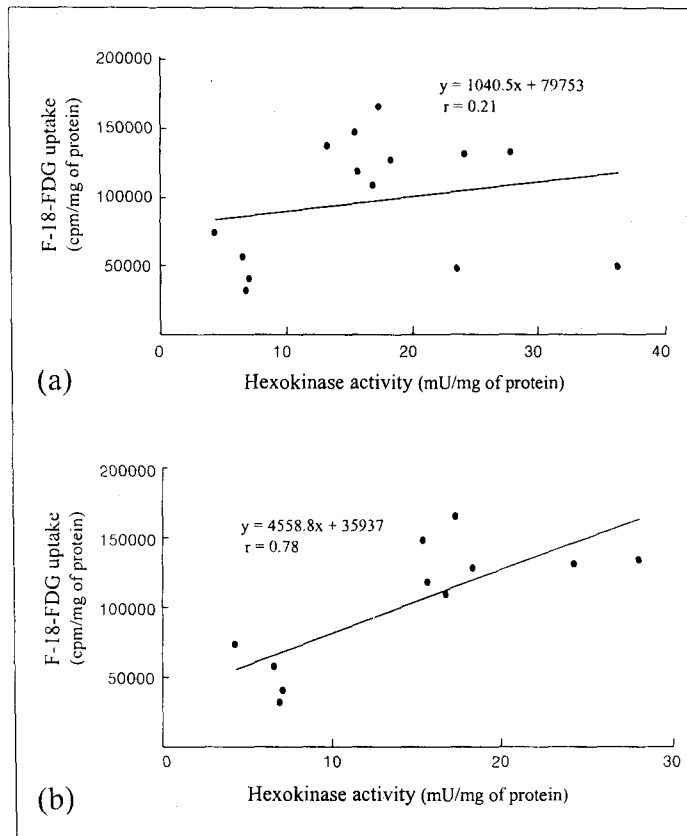 200000
150000
100000
50000
F-18-FDG uptake
(cpm/mg of protein)
y = 1040.5x + 79753
r = 0.21
0 10 20 30 40
Hexokinase activity (mU/mg of protein)
(a)
200000
150000
100000
50000
F-18-FDG uptake
(cpm/mg of protein)
y = 4558.8x + 35937
r = 0.78
0 10 20 30
Hexokinase activity (mU/mg of protein)
(b)